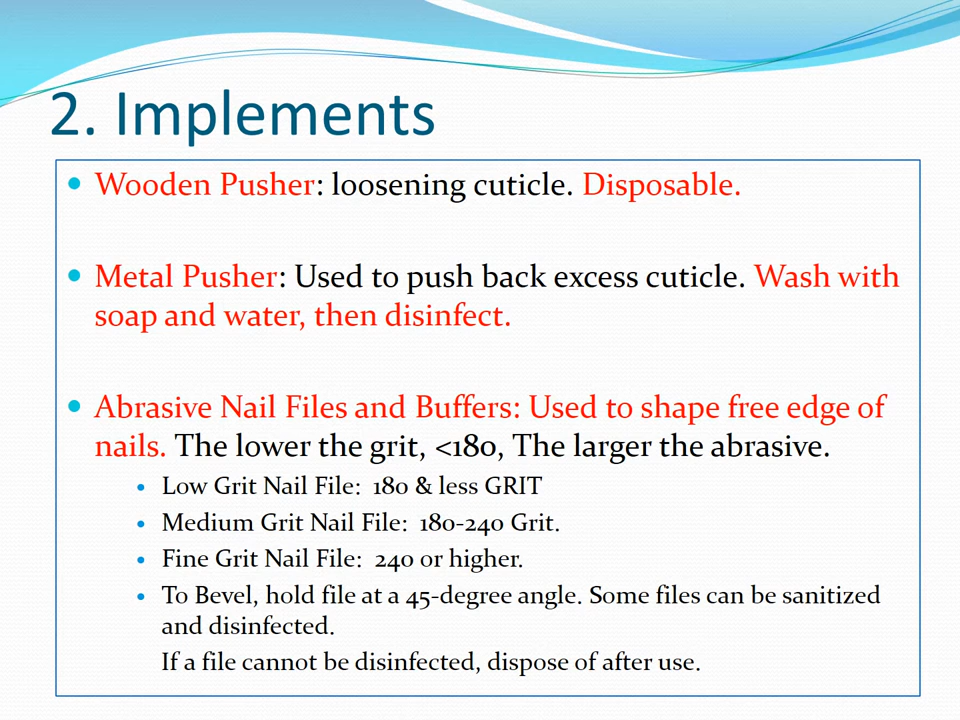 2. Implements
• Wooden Pusher: loosening cuticle. Disposable.
• Metal Pusher: Used to push back excess cuticle. Wash with
soap and water, then disinfect.
• Abrasive Nail Files and Buffers: Used to shape free edge of
nails. The lower the grit, <180, The larger the abrasive.
• Low Grit Nail File:  180 & less GRIT
• Medium Grit Nail File:  180-240 Grit.
• Fine Grit Nail File:  240 or higher.
• To Bevel, hold file at a 45-degree angle. Some files can be sanitized
and disinfected.
If a file cannot be disinfected, dispose of after use.